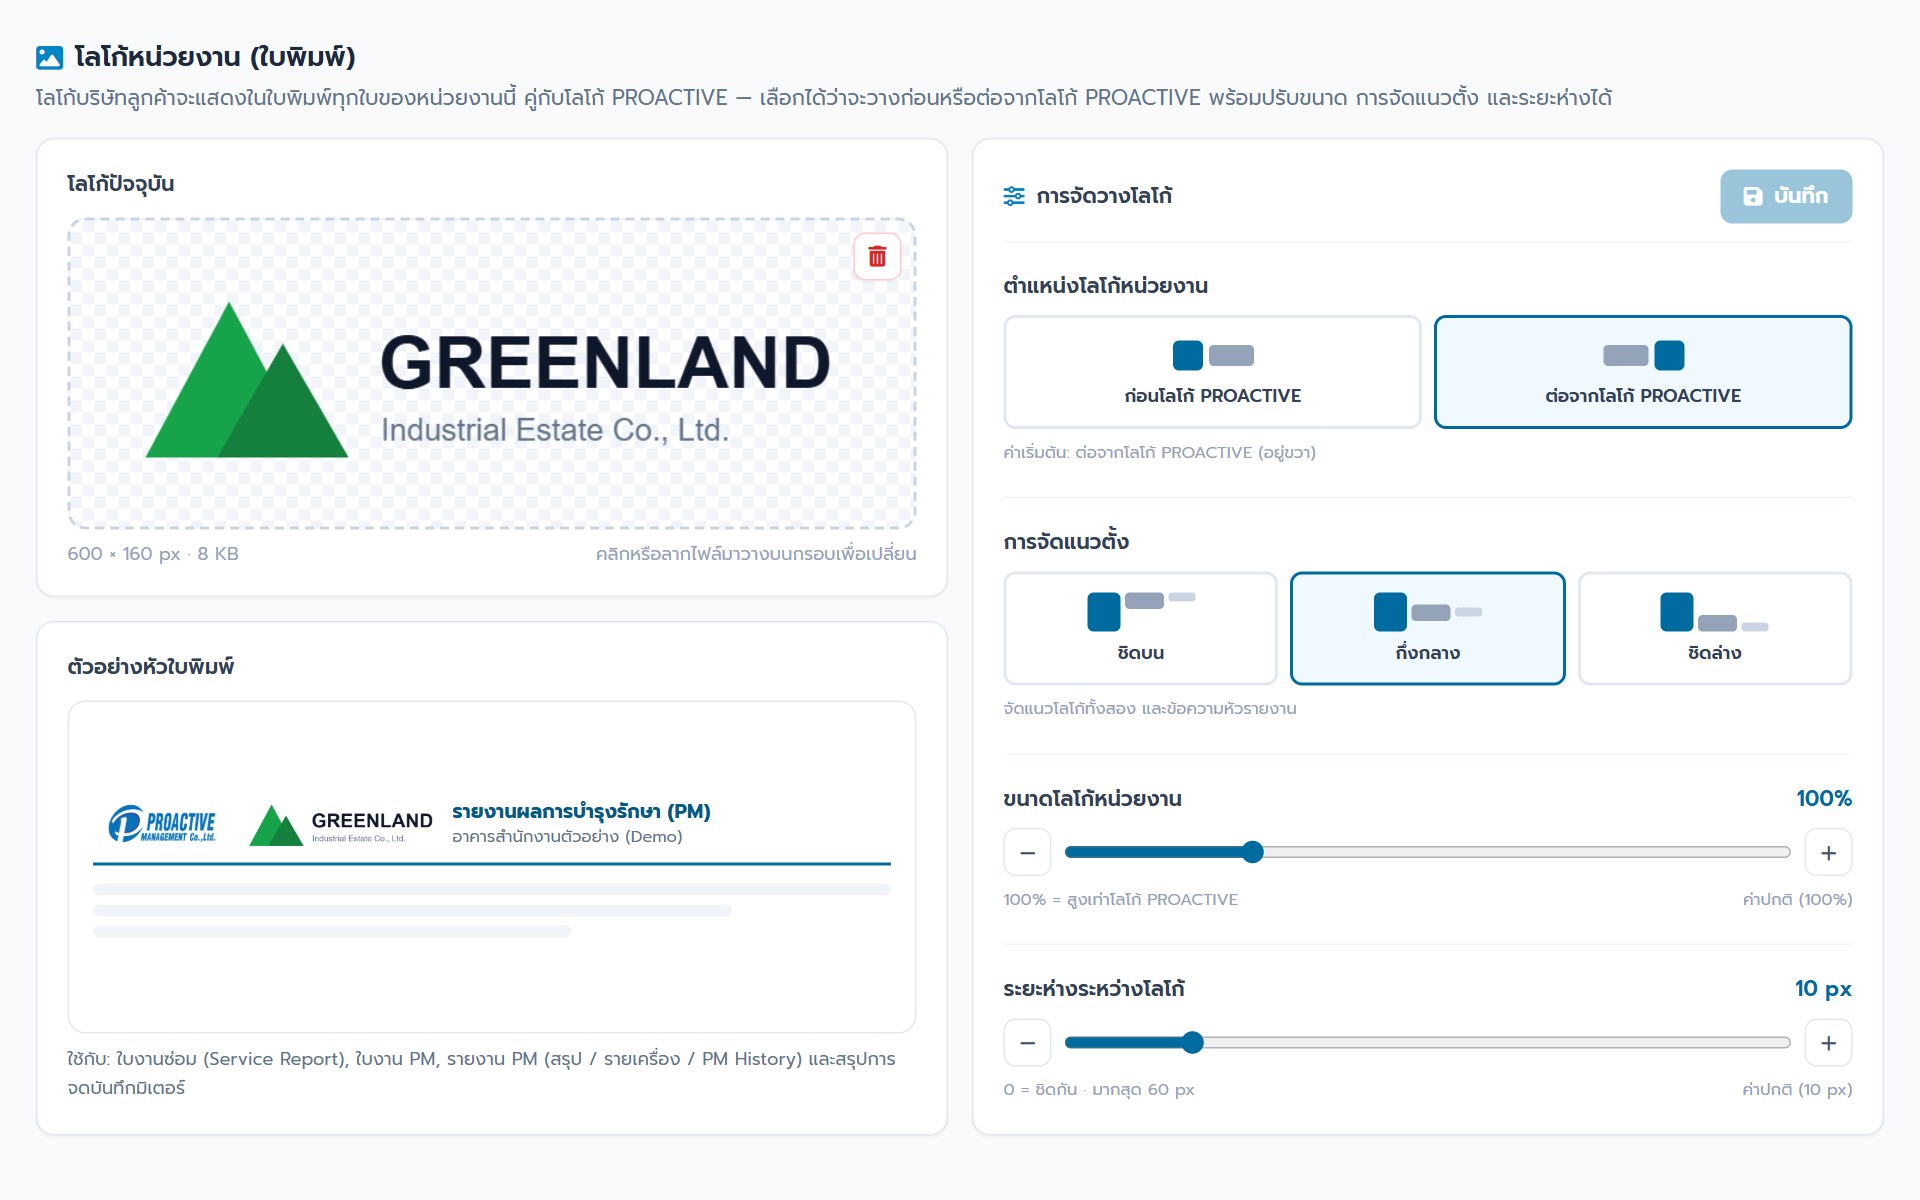 โลโก้หน่วยงาน (ใบพิมพ์)
โลโก้บริษัทลูกค้าจะแสดงในใบพิมพ์ทุกใบของหน่วยงานนี้ คู่กับโลโก้ PROACTIVE — เลือกได้ว่าจะวางก่อนหรือต่อจากโลโก้ PROACTIVE พร้อมปรับขนาด การจัดแนวตั้ง และระยะห่างได้
โลโก้ปัจจุบัน
GREENLAND
Industrial Estate Co., Ltd.
600 × 160 px · 8 KB
คลิกหรือลากไฟล์มาวางบนกรอบเพื่อเปลี่ยน
ตัวอย่างหัวใบพิมพ์
PROACTIVE
MANAGEMENT Co.,Ltd.
GREENLAND
Industrial Estate Co., Ltd.
รายงานผลการบำรุงรักษา (PM)
อาคารสำนักงานตัวอย่าง (Demo)
ใช้กับ: ใบงานซ่อม (Service Report), ใบงาน PM, รายงาน PM (สรุป / รายเครื่อง / PM History) และสรุปการ
จดบันทึกมิเตอร์
การจัดวางโลโก้
บันทึก
ตำแหน่งโลโก้หน่วยงาน
ก่อนโลโก้ PROACTIVE
ต่อจากโลโก้ PROACTIVE
ค่าเริ่มต้น: ต่อจากโลโก้ PROACTIVE (อยู่ขวา)
การจัดแนวตั้ง
ชิดบน
กึ่งกลาง
ชิดล่าง
จัดแนวโลโก้ทั้งสอง และข้อความหัวรายงาน
ขนาดโลโก้หน่วยงาน
100%
100% = สูงเท่าโลโก้ PROACTIVE
ค่าปกติ (100%)
ระยะห่างระหว่างโลโก้
10 px
0 = ชิดกัน · มากสุด 60 px
ค่าปกติ (10 px)